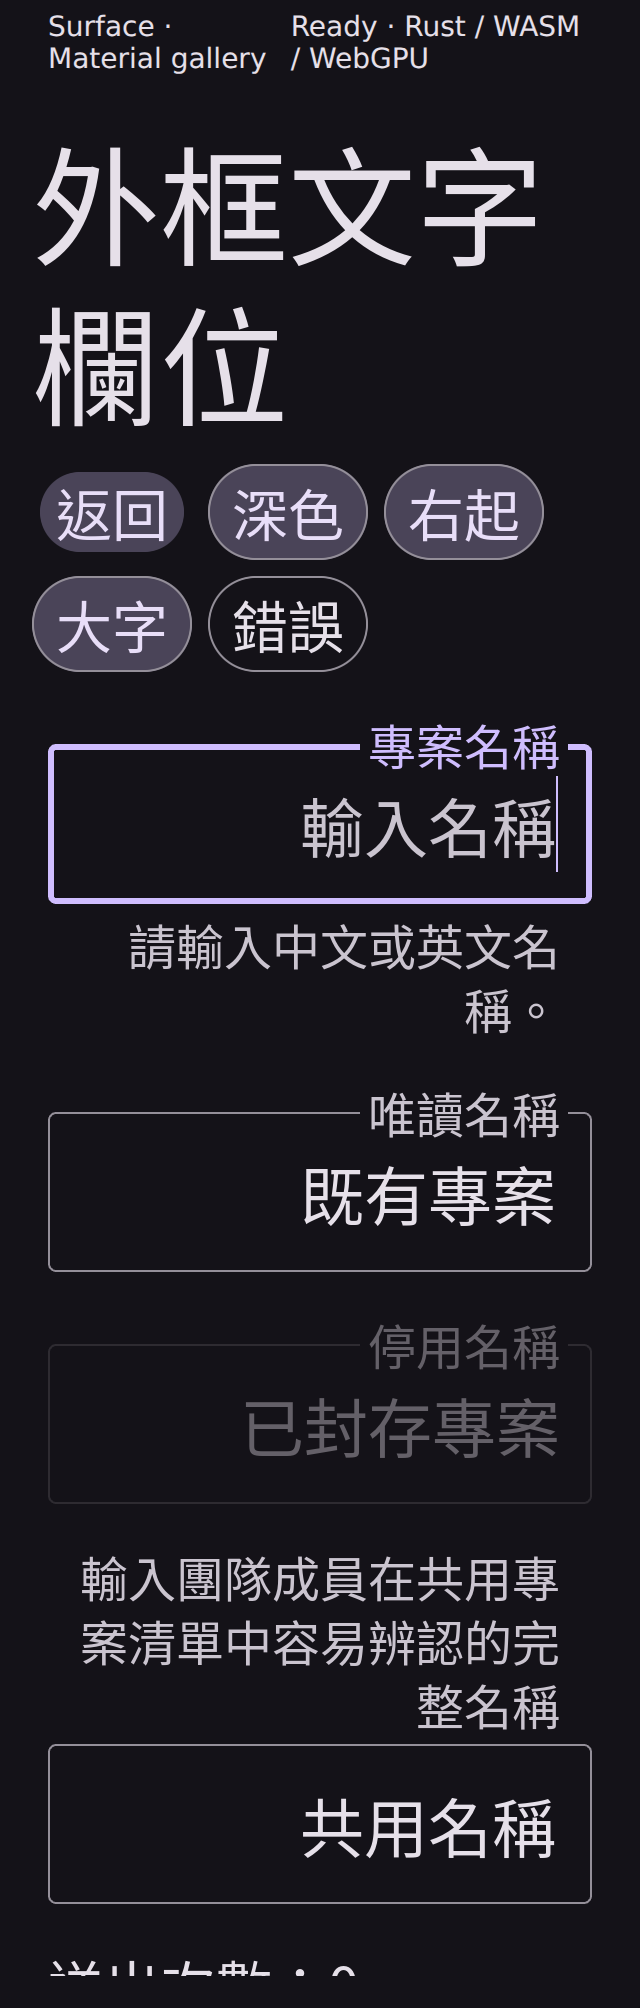 Surface ·
Material gallery
Ready · Rust / WASM
/ WebGPU
外框文字
欄位
返回
深色
右起
大字
錯誤
專案名稱
輸入名稱
請輸入中文或英文名
稱。
唯讀名稱
既有專案
停用名稱
已封存專案
輸入團隊成員在共用專
案清單中容易辨認的完
整名稱
共用名稱